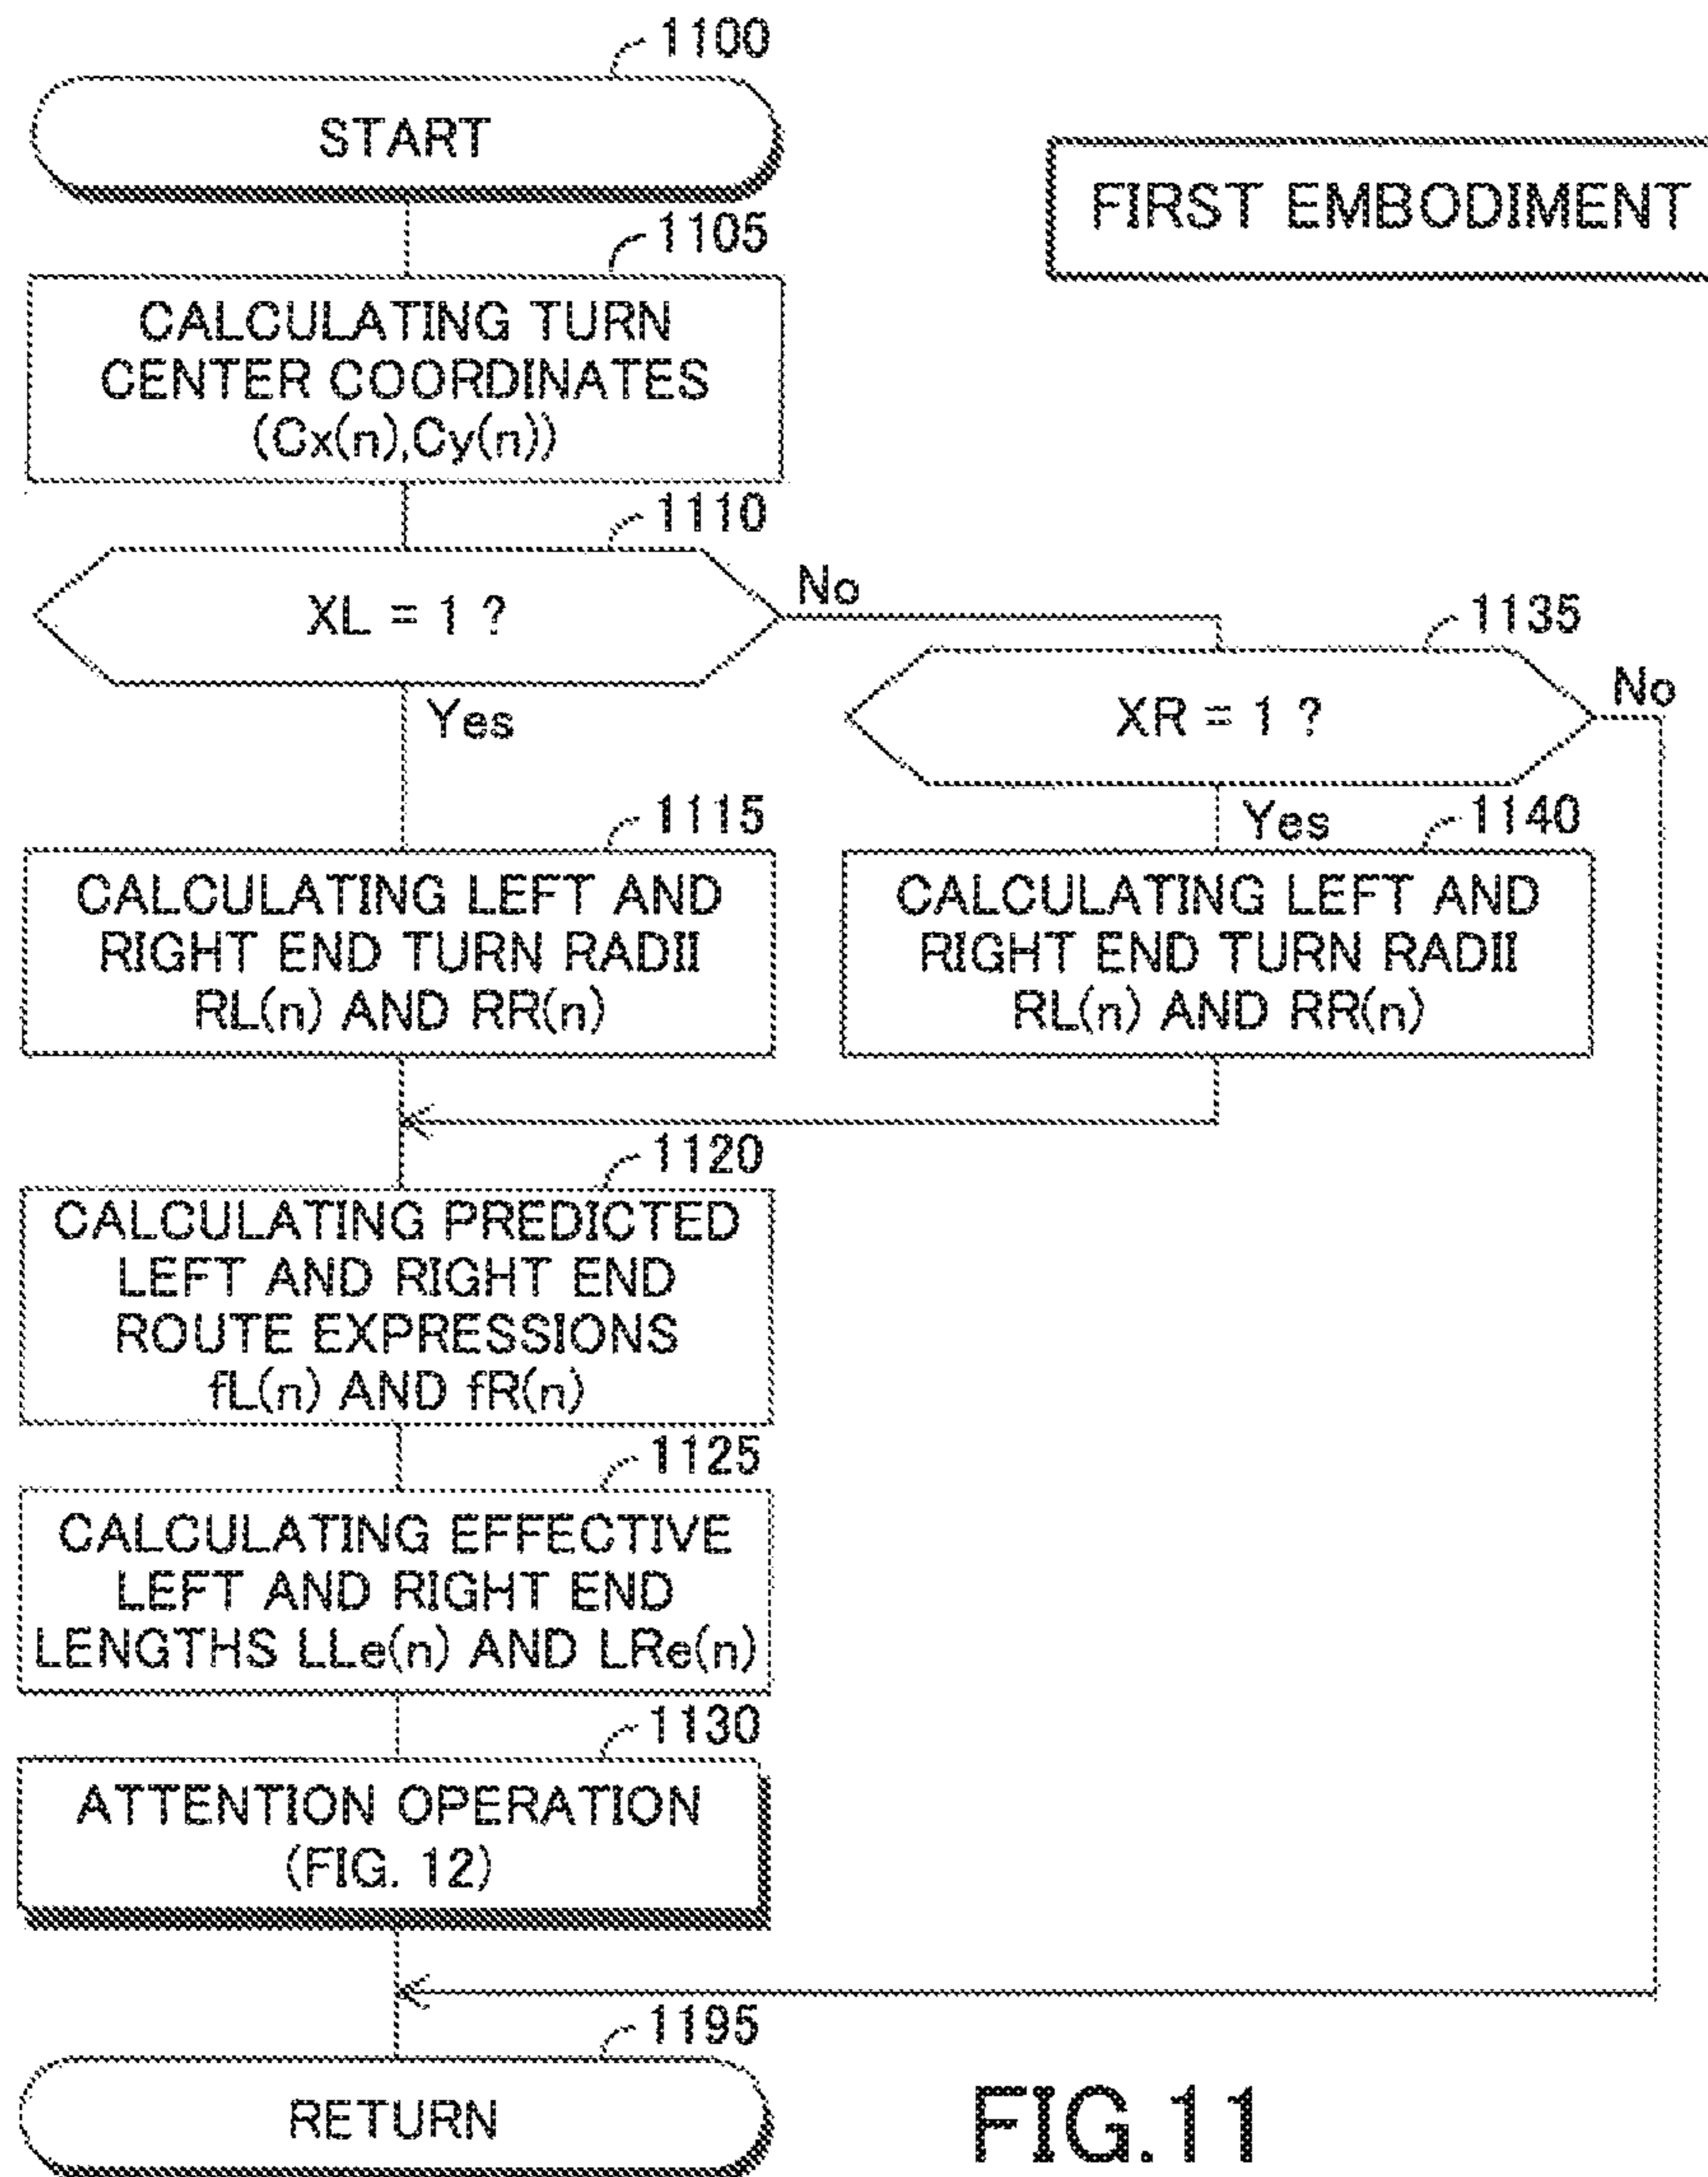 1100
START
FIRST EMBODIMENT
1105
CALCULATING TURN
CENTER COORDINATES
(Cx(n),Cy(n))
1110
XL = 1 ?
No
Yes
1135
XR = 1 ?
No
Yes
1115
CALCULATING LEFT AND
RIGHT END TURN RADII
RL(n) AND RR(n)
1140
CALCULATING LEFT AND
RIGHT END TURN RADII
RL(n) AND RR(n)
1120
CALCULATING PREDICTED
LEFT AND RIGHT END
ROUTE EXPRESSIONS
fL(n) AND fR(n)
1125
CALCULATING EFFECTIVE
LEFT AND RIGHT END
LENGTHS LLe(n) AND LRe(n)
1130
ATTENTION OPERATION
(FIG. 12)
1195
RETURN
FIG.11